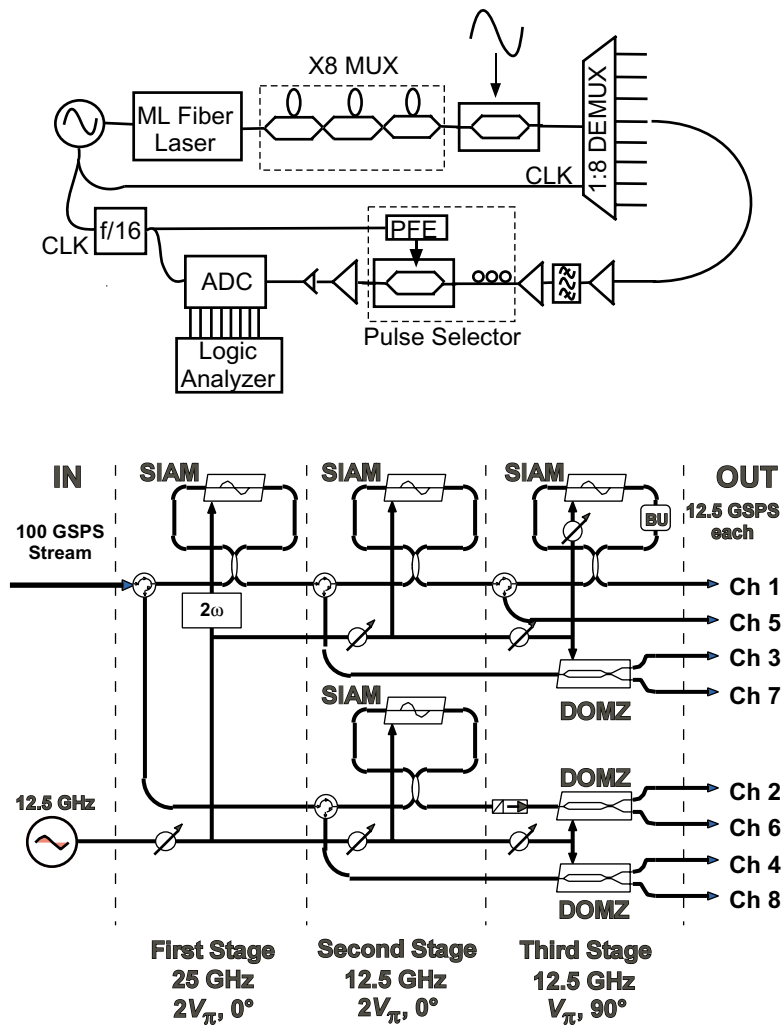 X8 MUX
ML Fiber
Laser
1:8 DEMUX
CLK
CLK
f/16
PFE
ADC
Pulse Selector
Logic
Analyzer
IN
SIAM
SIAM
SIAM
OUT
12.5 GSPS
each
BU
100 GSPS
Stream
2ω
Ch 1
Ch 5
Ch 3
Ch 7
DOMZ
SIAM
DOMZ
12.5 GHz
Ch 2
Ch 6
Ch 4
Ch 8
DOMZ
First Stage
25 GHz
2Vπ, 0°
Second Stage
12.5 GHz
2Vπ, 0°
Third Stage
12.5 GHz
Vπ, 90°